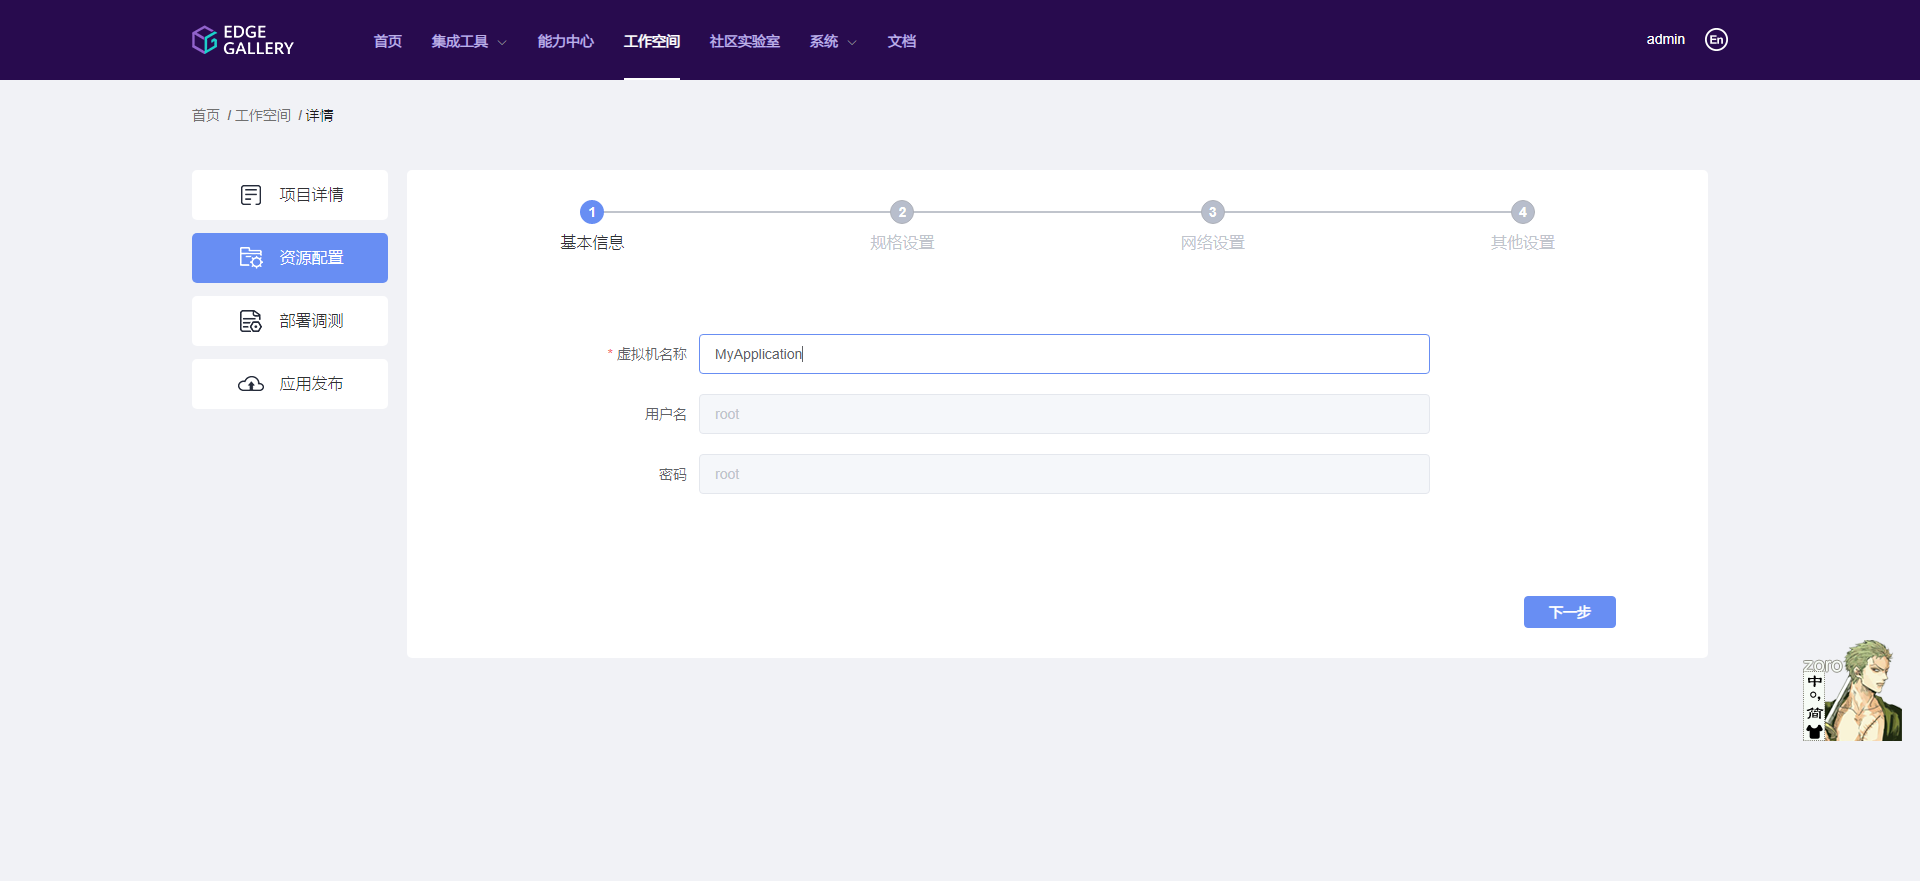 EDGE
GALLERY
首页 集成工具 能力中心 工作空间 社区实验室 系统 文档
admin En
首页 / 工作空间 / 详情
项目详情
资源配置
部署调测
应用发布
1 2 3 4
基本信息 规格设置 网络设置 其他设置
* 虚拟机名称 MyApplication
用户名 root
密码 root
下一步
zoro
中
°,
简